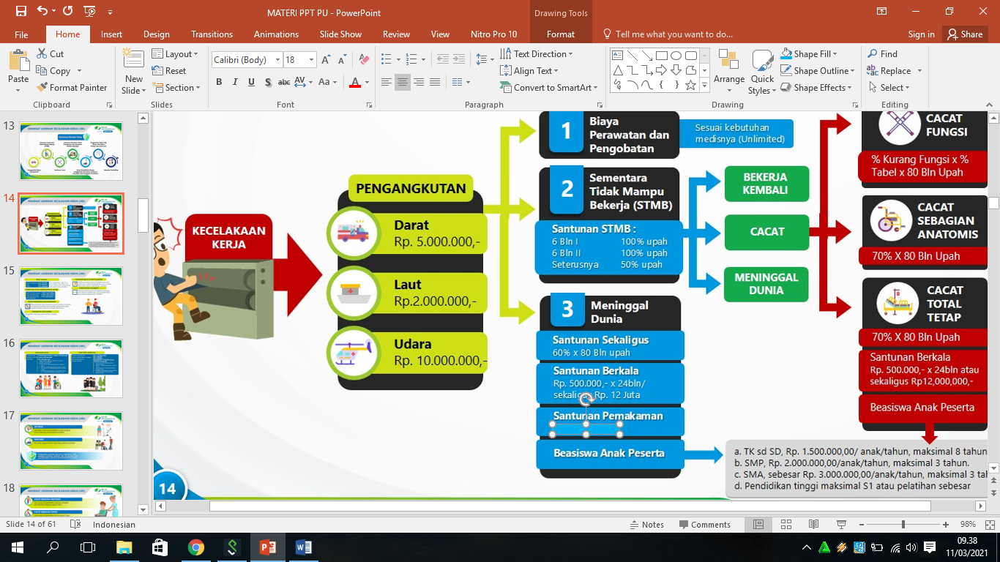 MATERI PPT PU - PowerPoint
Drawing Tools
File
Home
Insert
Design
Transitions
Animations
Slide Show
Review
View
Nitro Pro 10
Format
Tell me what you want to do...
Sign in
Share
Paste
Cut
Copy
Format Painter
Clipboard
New
Slide
Layout
Reset
Section
Slides
Calibri (Body)
18
Font
Paragraph
Text Direction
Align Text
Convert to SmartArt
Arrange
Quick
Styles
Drawing
Shape Fill
Shape Outline
Shape Effects
Find
Replace
Select
Editing
13
14
15
16
17
18
KECELAKAAN
KERJA
PENGANGKUTAN
Darat
Rp. 5.000.000,-
Laut
Rp.2.000.000,-
Udara
Rp. 10.000.000,-
1
Biaya
Perawatan dan
Pengobatan
Sesuai kebutuhan
medisnya (Unlimited)
2
Sementara
Tidak Mampu
Bekerja (STMB)
Santunan STMB :
6 Bln I 100% upah
6 Bln II 100% upah
Seterusnya 50% upah
3
Meninggal
Dunia
Santunan Sekaligus
60% x 80 Bln upah
Santunan Berkala
Rp. 500.000,- x 24bln/
sekaligus Rp. 12 Juta
Santunan Pemakaman
Beasiswa Anak Peserta
BEKERJA
KEMBALI
CACAT
MENINGGAL
DUNIA
CACAT
FUNGSI
% Kurang Fungsi x %
Tabel x 80 Bln Upah
CACAT
SEBAGIAN
ANATOMIS
70% X 80 Bln Upah
CACAT
TOTAL
TETAP
70% X 80 Bln Upah
Santunan Berkala
Rp. 500.000,- x 24bln atau
sekaligus Rp12,000,000,-
Beasiswa Anak Peserta
a. TK sd SD, Rp. 1.500.000,00/ anak/tahun, maksimal 8 tahun
b. SMP, Rp. 2.000.000,00/anak/tahun, maksimal 3 tahun.
c. SMA, sebesar Rp. 3.000.000,00/anak/tahun, maksimal 3 tah
d. Pendidikan tinggi maksimal S1 atau pelatihan sebesar
14
Slide 14 of 61
Indonesian
Notes
Comments
98%
09.38
11/03/2021